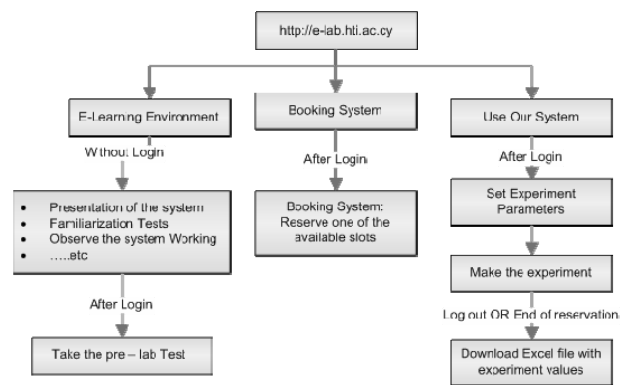 http://e-lab.hti.ac.cy
E-Learning Environment
Without Login
• Presentation of the system
• Familiarization Tests
• Observe the system Working
• …..etc
After Login
Take the pre – lab Test
Booking System
After Login
Booking System:
Reserve one of the
available slots
Use Our System
After Login
Set Experiment
Parameters
Make the experiment
Log out OR End of reservation
Download Excel file with
experiment values